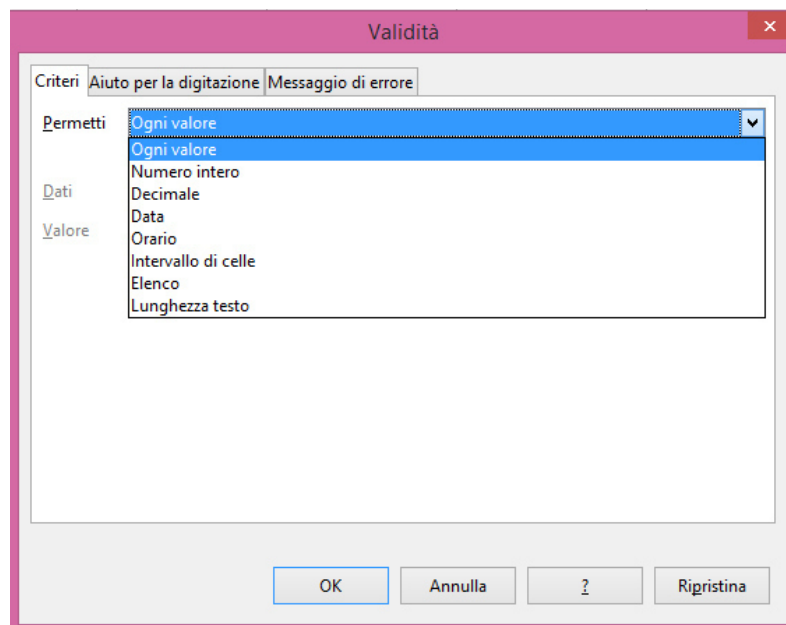 Validità
Criteri Aiuto per la digitazione Messaggio di errore
Permetti Ogni valore
Ogni valore
Numero intero
Dati Decimale
Data
Valore Orario
Intervallo di celle
Elenco
Lunghezza testo
OK Annulla ? Ripristina